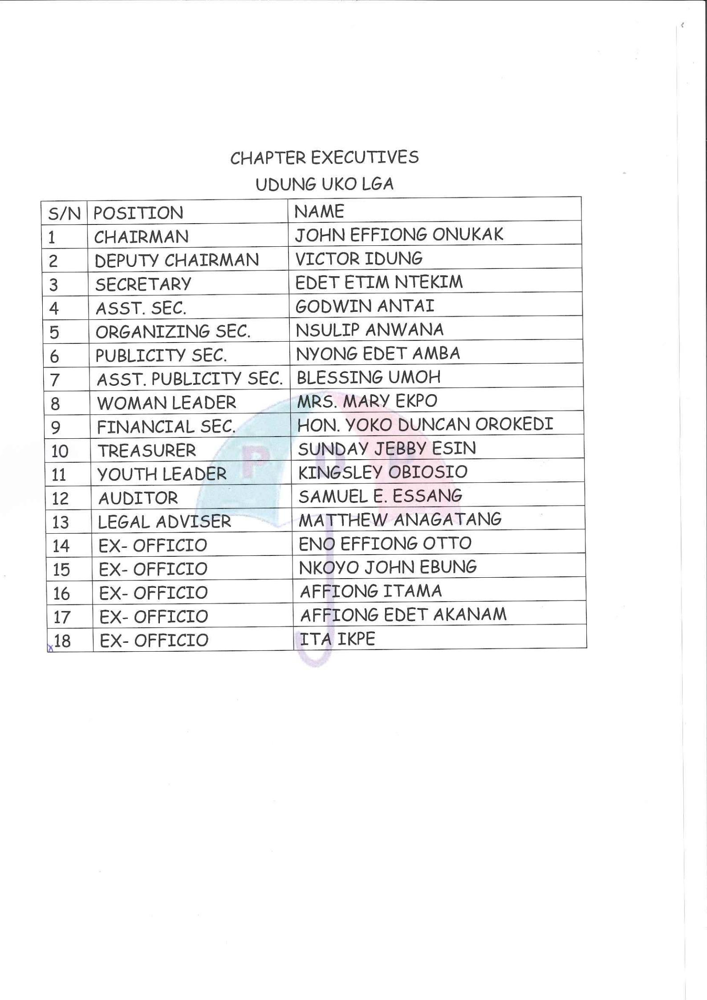 CHAPTER EXECUTIVES
UDUNG UKO LGA
S/N POSITION NAME
1 CHAIRMAN JOHN EFFIONG ONUKAK
2 DEPUTY CHAIRMAN VICTOR IDUNG
3 SECRETARY EDET ETIM NTEKIM
4 ASST. SEC. GODWIN ANTAI
5 ORGANIZING SEC. NSULIP ANWANA
6 PUBLICITY SEC. NYONG EDET AMBA
7 ASST. PUBLICITY SEC. BLESSING UMOH
8 WOMAN LEADER MRS. MARY EKPO
9 FINANCIAL SEC. HON. YOKO DUNCAN OROKEDI
10 TREASURER SUNDAY JEBBY ESIN
11 YOUTH LEADER KINGSLEY OBIOSIO
12 AUDITOR SAMUEL E. ESSANG
13 LEGAL ADVISER MATTHEW ANAGATANG
14 EX- OFFICIO ENO EFFIONG OTTO
15 EX- OFFICIO NKOYO JOHN EBUNG
16 EX- OFFICIO AFFIONG ITAMA
17 EX- OFFICIO AFFIONG EDET AKANAM
x 18 EX- OFFICIO ITA IKPE
P D P